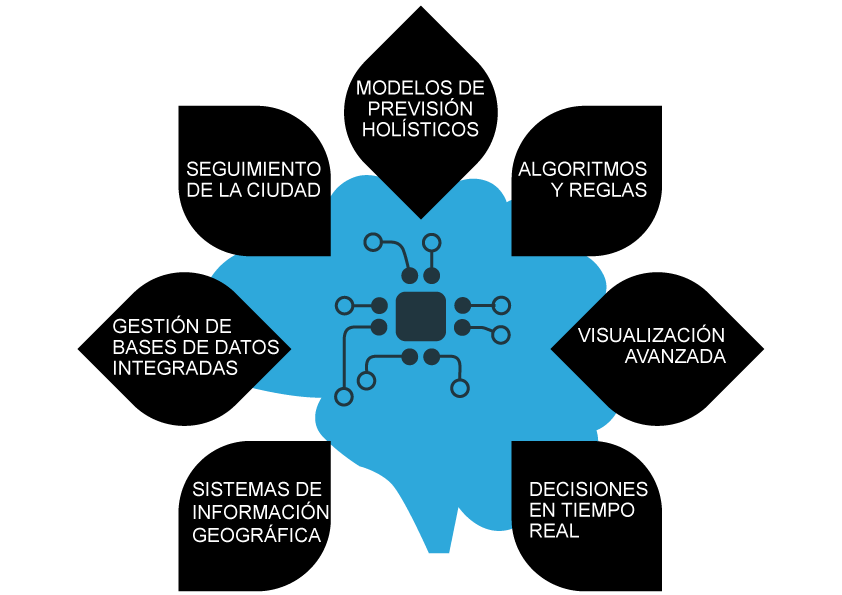 MODELOS DE
PREVISIÓN
HOLÍSTICOS
SEGUIMIENTO
DE LA CIUDAD
ALGORITMOS
Y REGLAS
GESTIÓN DE
BASES DE DATOS
INTEGRADAS
VISUALIZACIÓN
AVANZADA
SISTEMAS DE
INFORMACIÓN
GEOGRÁFICA
DECISIONES
EN TIEMPO
REAL